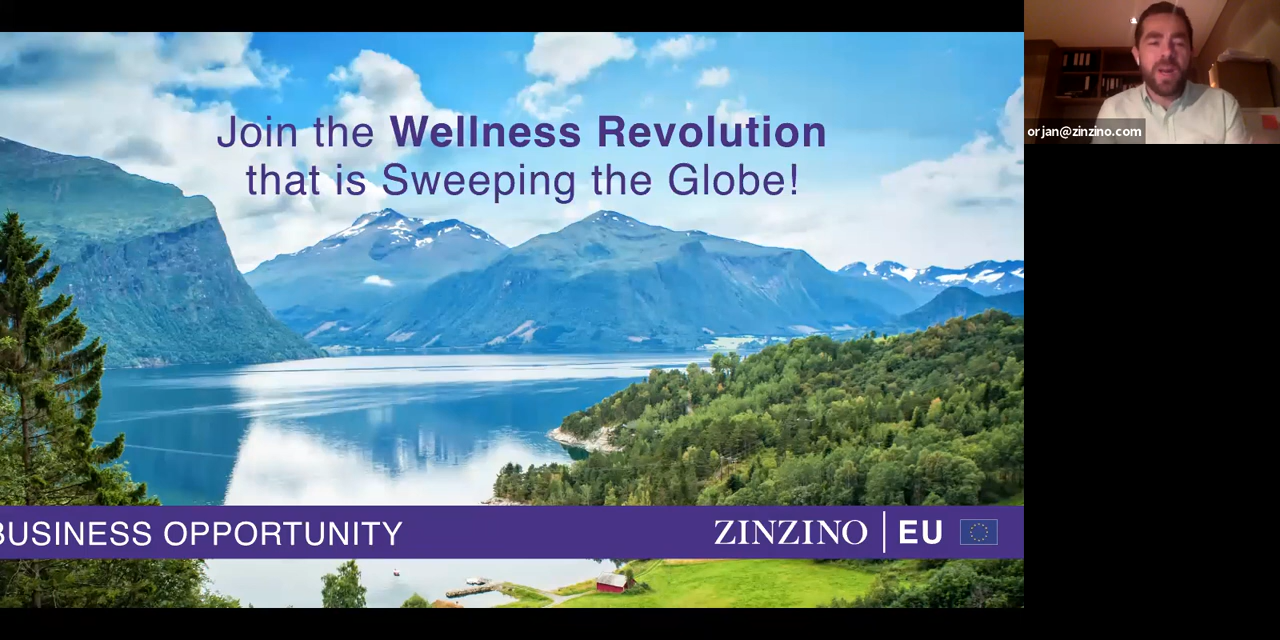 Join the Wellness Revolution
that is Sweeping the Globe!
orjan@zinzino.com
BUSINESS OPPORTUNITY
ZINZINO | EU